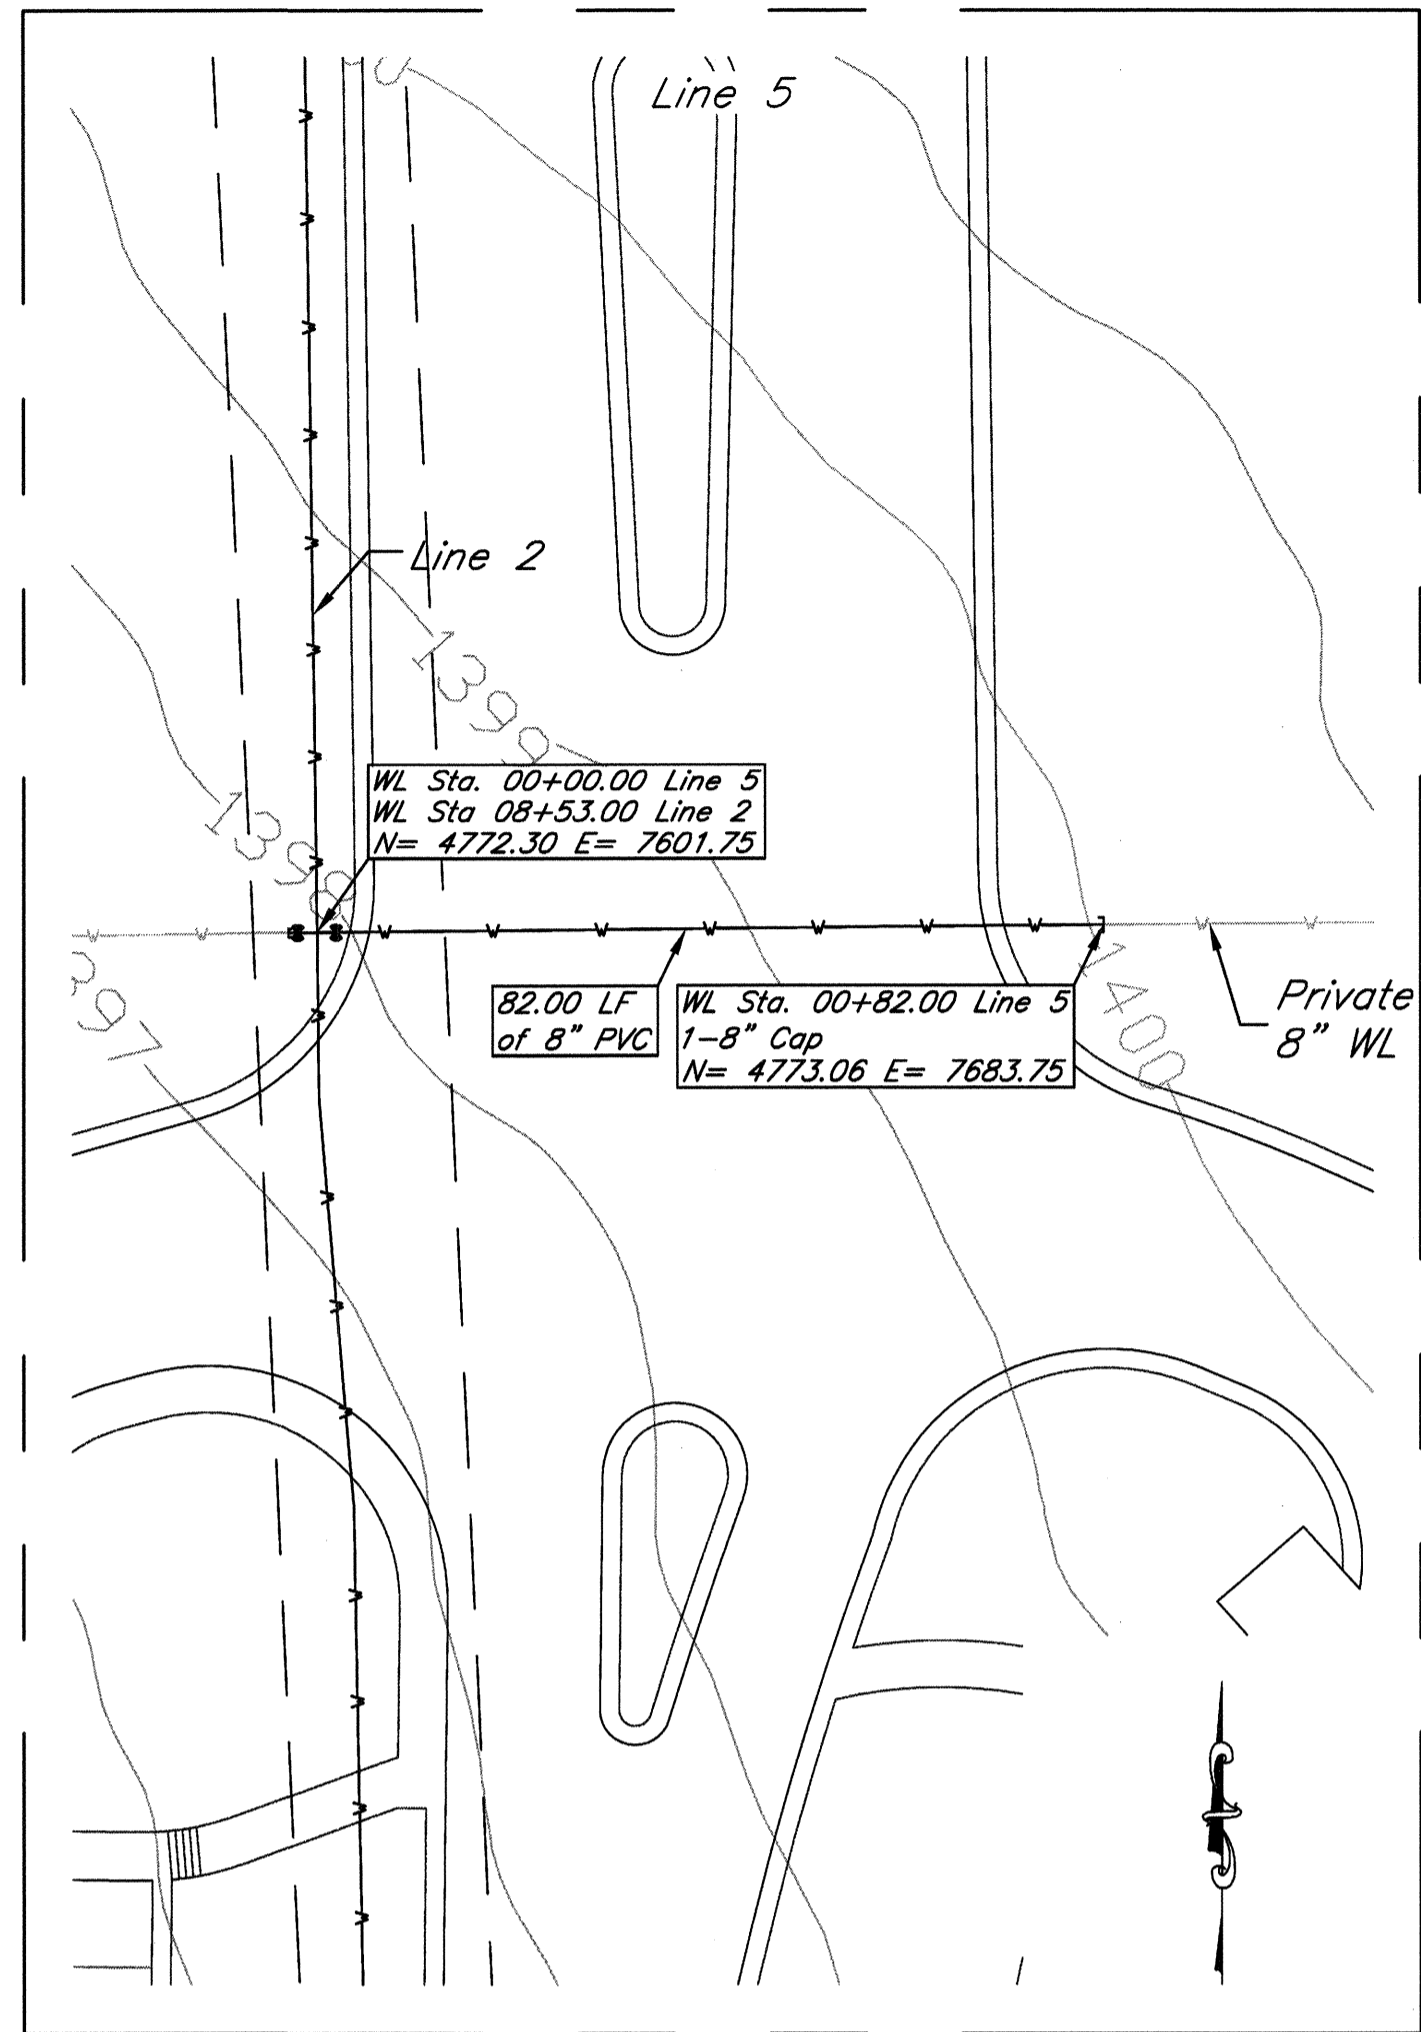 Line 5
Line 2
1399
WL Sta. 00+00.00 Line 5
WL Sta 08+53.00 Line 2
N= 4772.30 E= 7601.75
1398
W W W W W W W W W W W
397
82.00 LF
of 8" PVC
WL Sta. 00+82.00 Line 5
1-8" Cap
N= 4773.06 E= 7683.75
1400
Private
8" WL